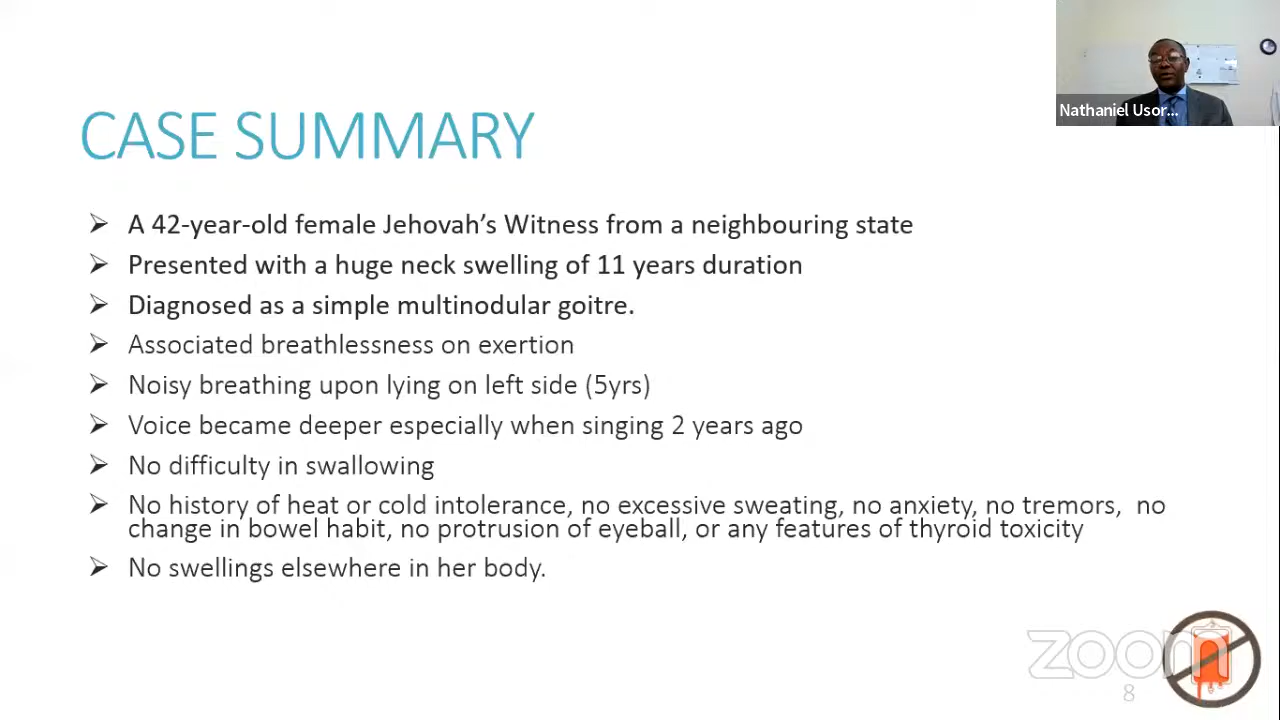 Nathaniel Usor...
CASE SUMMARY
A 42-year-old female Jehovah’s Witness from a neighbouring state
Presented with a huge neck swelling of 11 years duration
Diagnosed as a simple multinodular goitre.
Associated breathlessness on exertion
Noisy breathing upon lying on left side (5yrs)
Voice became deeper especially when singing 2 years ago
No difficulty in swallowing
No history of heat or cold intolerance, no excessive sweating, no anxiety, no tremors, no
change in bowel habit, no protrusion of eyeball, or any features of thyroid toxicity
No swellings elsewhere in her body.
zoom
8